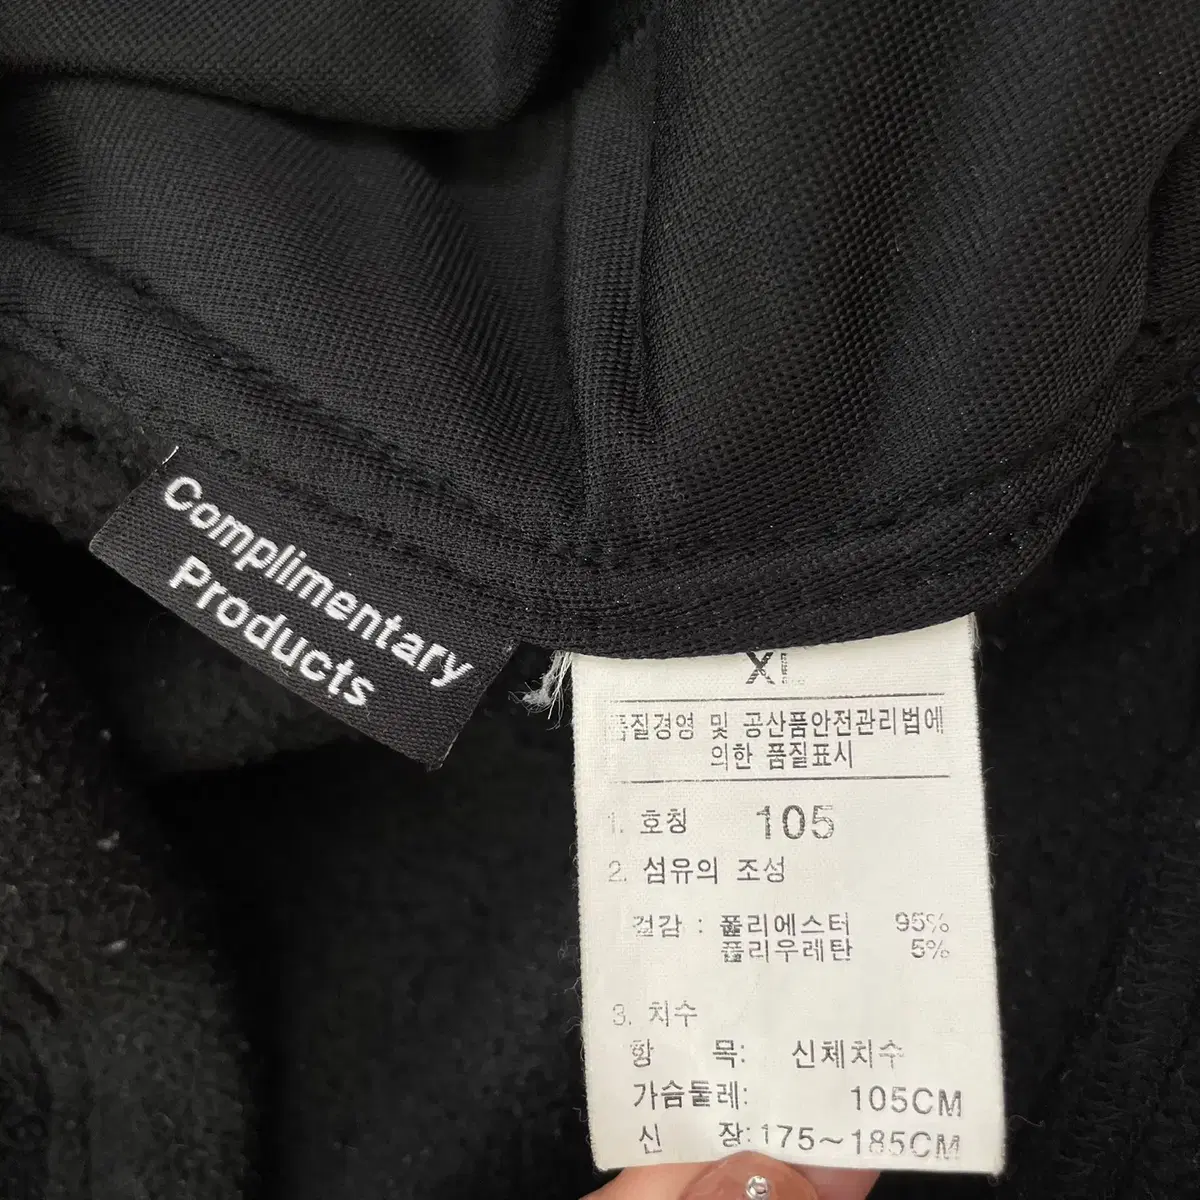 Complimentary
Products
XL
품질경영 및 공산품안전관리법에
의한 품질표시
1. 호칭 105
2. 섬유의 조성
겉감 : 폴리에스터 95%
폴리우레탄 5%
3. 치수
항 목: 신체치수
가슴둘레: 105CM
신 장: 175~185CM